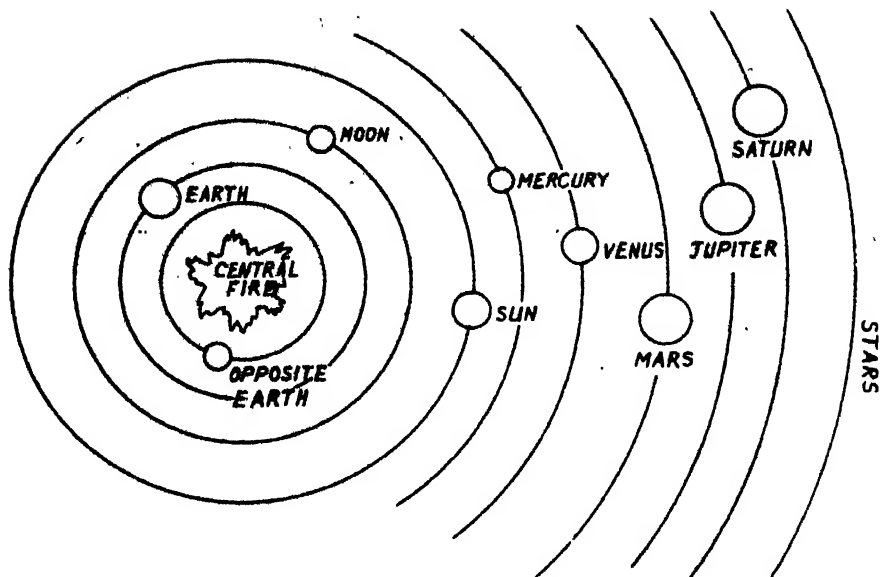 MOON
EARTH
CENTRAL
FIRE
OPPOSITE
EARTH
SUN
MERCURY
VENUS
MARS
JUPITER
SATURN
STARS